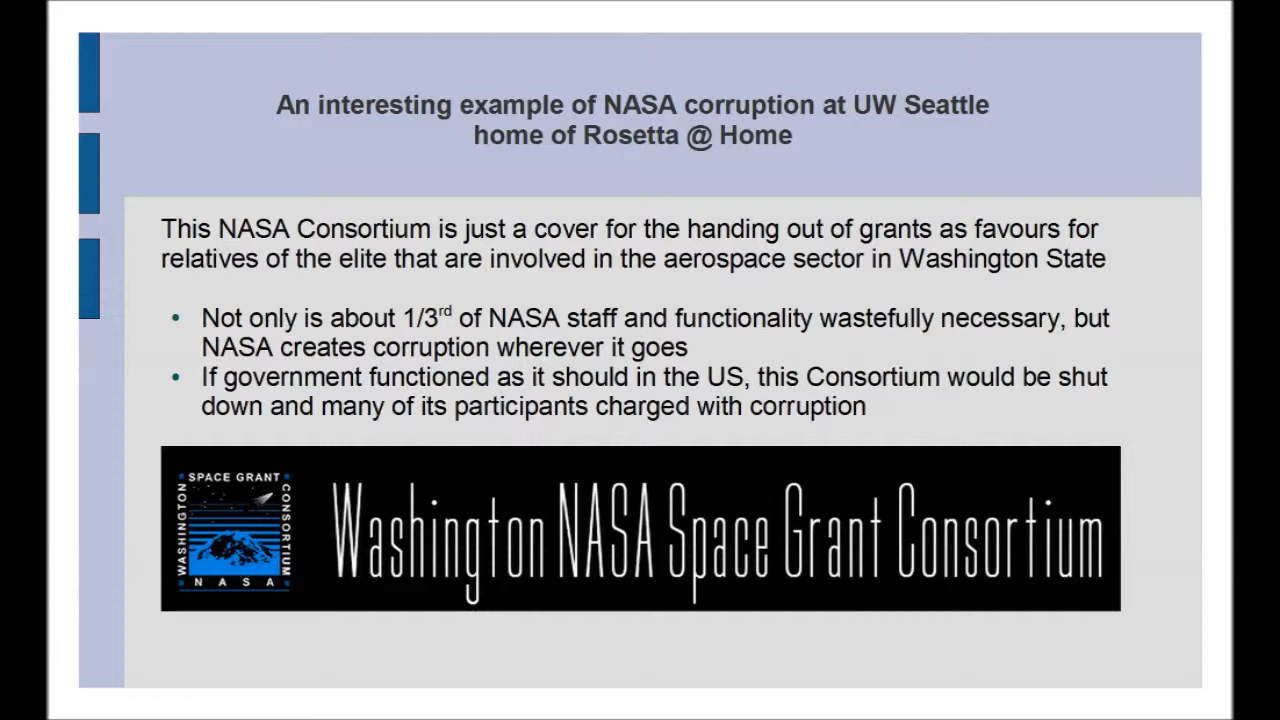 An interesting example of NASA corruption at UW Seattle
home of Rosetta @ Home
This NASA Consortium is just a cover for the handing out of grants as favours for
relatives of the elite that are involved in the aerospace sector in Washington State
• Not only is about 1/3rd of NASA staff and functionality wastefully necessary, but
NASA creates corruption wherever it goes
• If government functioned as it should in the US, this Consortium would be shut
down and many of its participants charged with corruption
SPACE GRANT
WASHINGTON
CONSORTIUM
NASA
Washington NASA Space Grant Consortium